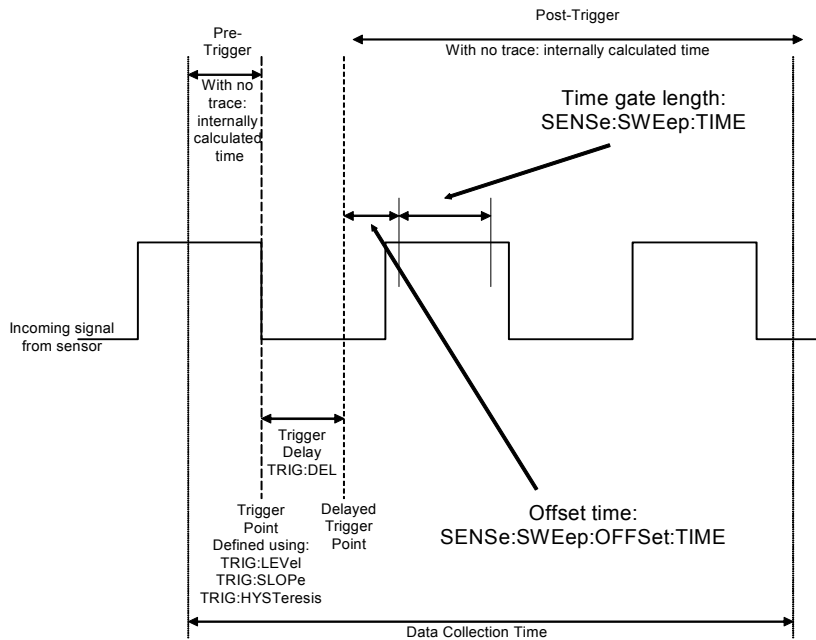 Pre-
Trigger
With no
trace:
internally
calculated
time
Post-Trigger
With no trace: internally calculated time
Time gate length:
SENSe:SWEep:TIME
Incoming signal
from sensor
Trigger
Delay
TRIG:DEL
Trigger
Point
Defined using:
TRIG:LEVel
TRIG:SLOPe
TRIG:HYSTeresis
Delayed
Trigger
Point
Offset time:
SENSe:SWEep:OFFSet:TIME
Data Collection Time